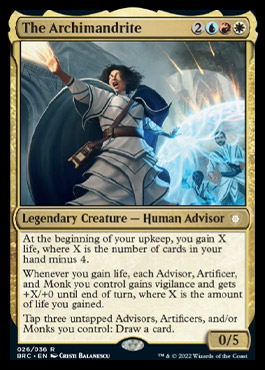 The Archimandrite 2
Legendary Creature — Human Advisor
At the beginning of your upkeep, you gain X
life, where X is the number of cards in your
hand minus 4.
Whenever you gain life, each Advisor, Artificer,
and Monk you control gains vigilance and gets
+X/+0 until end of turn, where X is the amount
of life you gained.
Tap three untapped Advisors, Artificers, and/or
Monks you control: Draw a card.
0/5
026/036 R
BRC • EN CRISTI BALANESCU
™ & © 2022 Wizards of the Coast